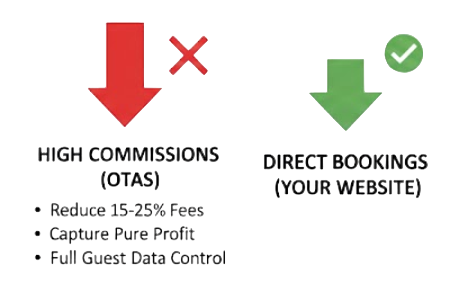 HIGH COMMISSIONS
(OTAS)
• Reduce 15-25% Fees
• Capture Pure Profit
• Full Guest Data Control
DIRECT BOOKINGS
(YOUR WEBSITE)